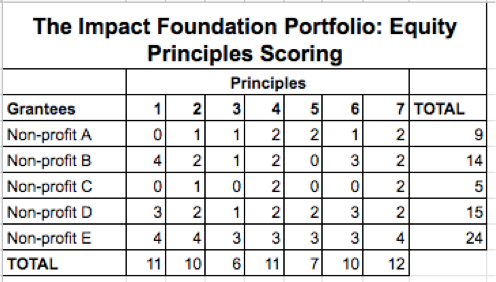 The Impact Foundation Portfolio: Equity
Principles Scoring
Principles
Grantees 1 2 3 4 5 6 7 TOTAL
Non-profit A 0 1 1 2 2 1 2 9
Non-profit B 4 2 1 2 0 3 2 14
Non-profit C 0 1 0 2 0 0 2 5
Non-profit D 3 2 1 2 2 3 2 15
Non-profit E 4 4 3 3 3 3 4 24
TOTAL 11 10 6 11 7 10 12